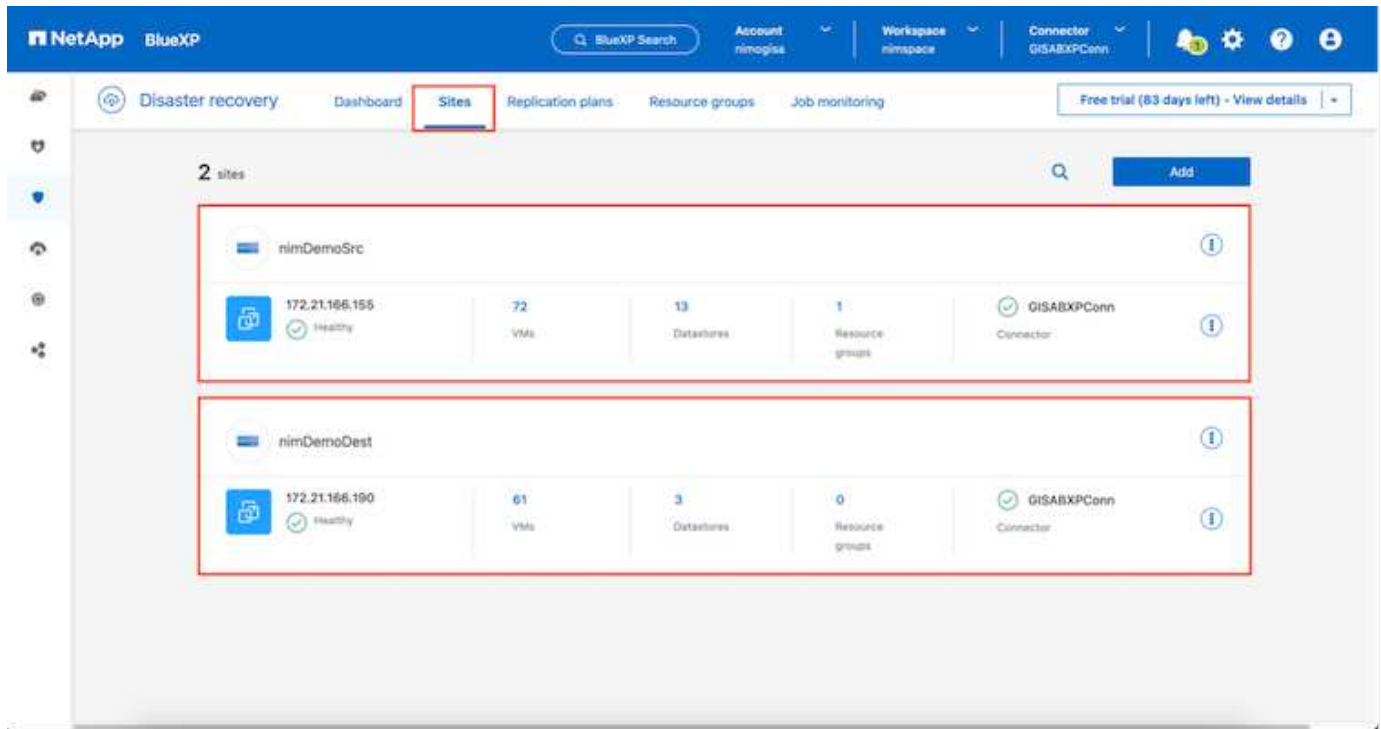 NetApp BlueXP
BlueXP Search
Account
nimogisa
Workspace
nimspace
Connector
GISABXPConn
1
Disaster recovery
Dashboard
Sites
Replication plans
Resource groups
Job monitoring
Free trial (83 days left) - View details
2 sites
Add
nimDemoSrc
172.21.166.155
Healthy
72
VMs
13
Datastores
1
Resource
groups
GISABXPConn
Connector
nimDemoDest
172.21.166.190
Healthy
61
VMs
3
Datastores
0
Resource
groups
GISABXPConn
Connector